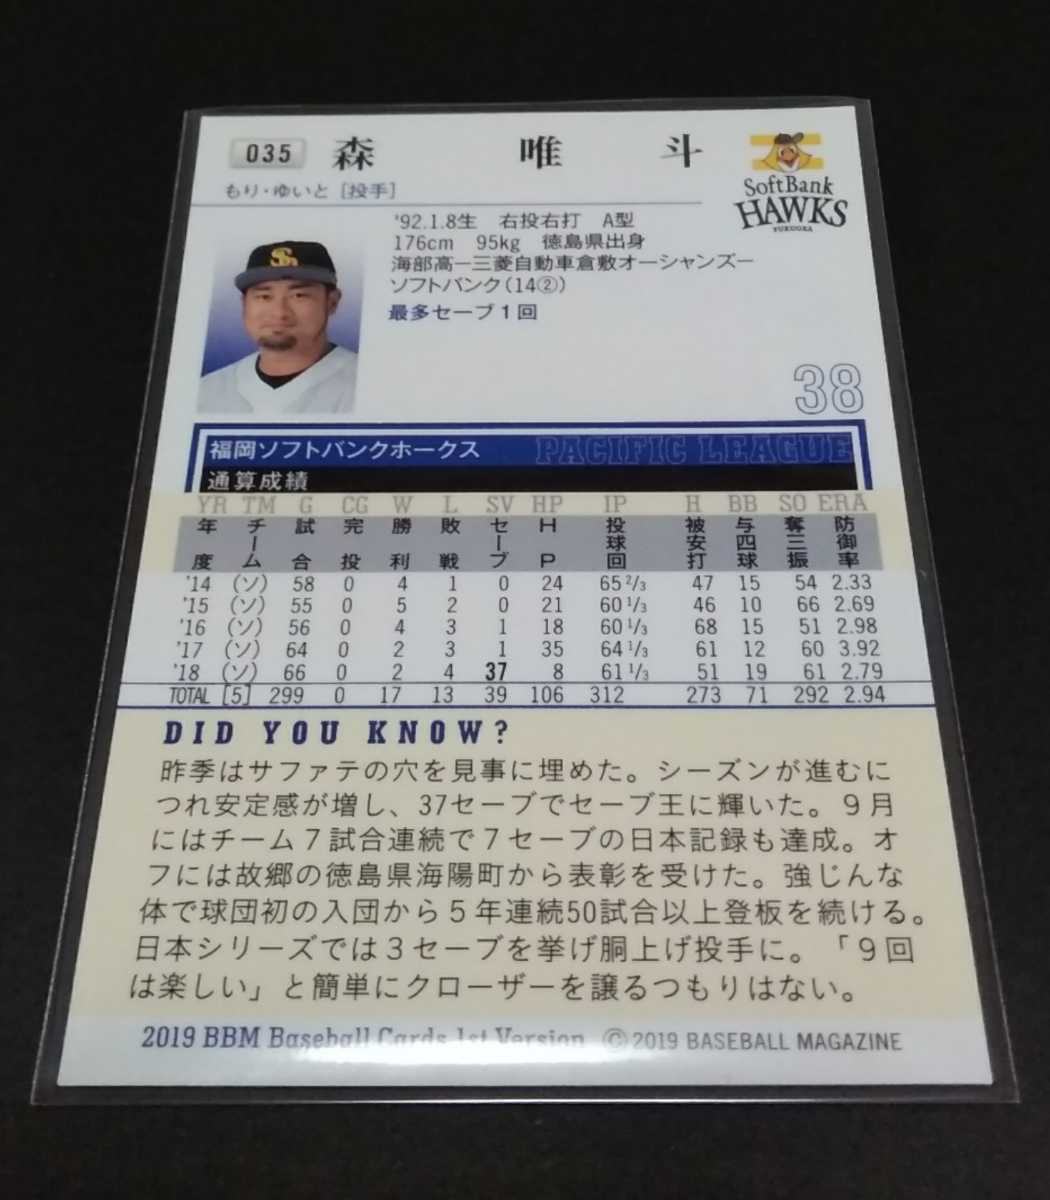 035 森 唯 斗
もり・ゆいと [投手]
SoftBank
HAWKS
FUKUOKA
'92.1.8生 右投右打 A型
176cm 95kg 徳島県出身
海部高―三菱自動車倉敷オーシャンズ―
ソフトバンク(14②)
最多セーブ1回
38
福岡ソフトバンクホークス PACIFIC LEAGUE
通算成績
YR TM G CG W L SV HP IP H BB SO ERA
年度 チーム 試合 完投 勝利 敗戦 セーブ HP 投球回 被安打 与四球 奪三振 防御率
'14 (ソ) 58 0 4 1 0 24 65 2/3 47 15 54 2.33
'15 (ソ) 55 0 5 2 0 21 60 1/3 46 10 66 2.69
'16 (ソ) 56 0 4 3 1 18 60 1/3 68 15 51 2.98
'17 (ソ) 64 0 2 3 1 35 64 1/3 61 12 60 3.92
'18 (ソ) 66 0 2 4 37 8 61 1/3 51 19 61 2.79
TOTAL [5] 299 0 17 13 39 106 312 273 71 292 2.94
DID YOU KNOW?
昨季はサファテの穴を見事に埋めた。シーズンが進むに
つれ安定感が増し、37セーブでセーブ王に輝いた。9月
にはチーム7試合連続で7セーブの日本記録も達成。オ
フには故郷の徳島県海陽町から表彰を受けた。強じんな
体で球団初の入団から5年連続50試合以上登板を続ける。
日本シリーズでは3セーブを挙げ胴上げ投手に。「9回
は楽しい」と簡単にクローザーを譲るつもりはない。
2019 BBM Baseball Cards 1st Version ©2019 BASEBALL MAGAZINE